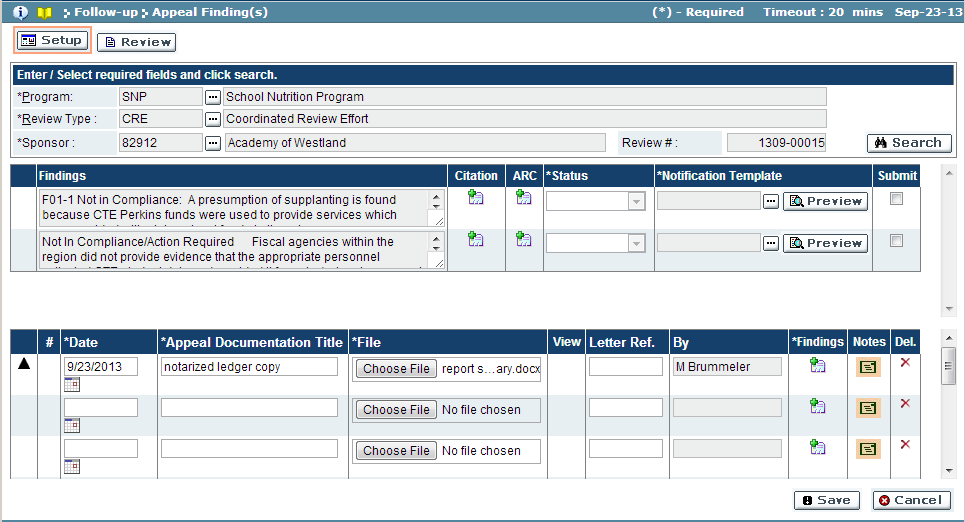 Follow-up Appeal Finding(s) (*) - Required Timeout : 20 mins Sep-23-13
Setup Review
Enter / Select required fields and click search.
*Program: SNP ... School Nutrition Program
*Review Type : CRE ... Coordinated Review Effort
*Sponsor : 82912 ... Academy of Westland Review # : 1309-00015 Search
Findings Citation ARC *Status *Notification Template Submit
F01-1 Not in Compliance: A presumption of supplanting is found
because CTE Perkins funds were used to provide services which
... Preview
Not In Compliance/Action Required Fiscal agencies within the
region did not provide evidence that the appropriate personnel
... Preview
# *Date *Appeal Documentation Title *File View Letter Ref. By *Findings Notes Del.
9/23/2013 notarized ledger copy Choose File report s...ary.docx M Brummeler
Choose File No file chosen
Choose File No file chosen
Save Cancel